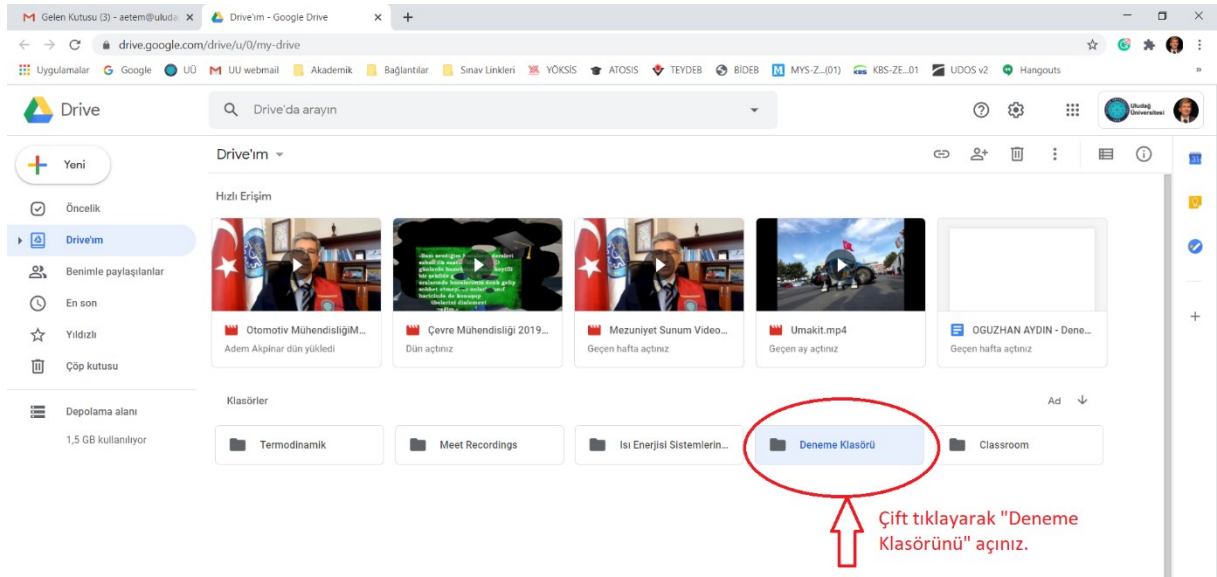 Gelen Kutusu (3) - aetem@uluda
Drive'ım - Google Drive
drive.google.com/drive/u/0/my-drive
Uygulamalar Google UÜ UU webmail Akademik Bağlantılar Sınav Linkleri YÖKSİS ATOSIS TEYDEB BİDEB MYS-Z...(01) KBS-ZE...01 UDOS v2 Hangouts »
Drive
Drive'da arayın
Uludağ
Üniversitesi
Yeni
Drive'ım
Öncelik
Drive'ım
Benimle paylaşılanlar
En son
Yıldızlı
Çöp kutusu
Depolama alanı
1,5 GB kullanılıyor
Hızlı Erişim
Otomotiv MühendisliğiM...
Adem Akpinar dün yükledi
Çevre Mühendisliği 2019...
Dün açtınız
Mezuniyet Sunum Video...
Geçen hafta açtınız
Umakit.mp4
Geçen ay açtınız
OGUZHAN AYDIN - Dene...
Geçen hafta açtınız
Klasörler
Ad
Termodinamik
Meet Recordings
Isı Enerjisi Sistemlerin...
Deneme Klasörü
Classroom
Çift tıklayarak "Deneme
Klasörünü" açınız.
31